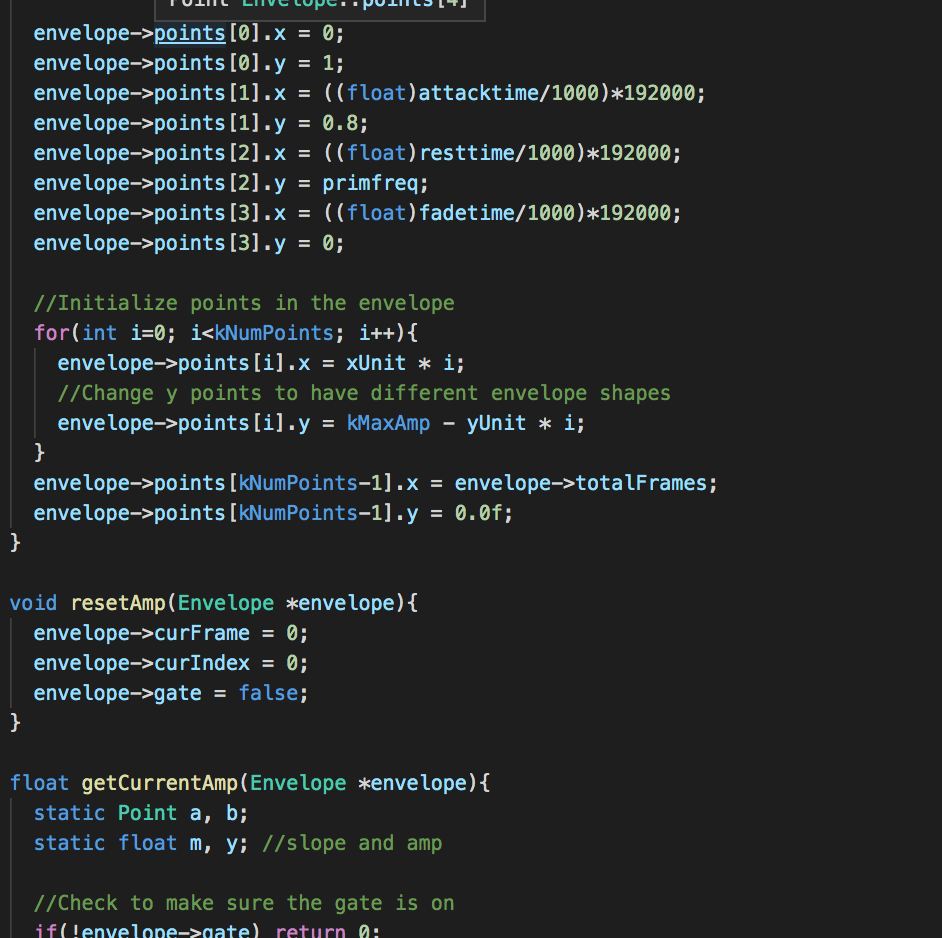 Point Envelope::points[4]
envelope->points[0].x = 0;
envelope->points[0].y = 1;
envelope->points[1].x = ((float)attacktime/1000)*192000;
envelope->points[1].y = 0.8;
envelope->points[2].x = ((float)resttime/1000)*192000;
envelope->points[2].y = primfreq;
envelope->points[3].x = ((float)fadetime/1000)*192000;
envelope->points[3].y = 0;
//Initialize points in the envelope
for(int i=0; i<kNumPoints; i++){
envelope->points[i].x = xUnit * i;
//Change y points to have different envelope shapes
envelope->points[i].y = kMaxAmp - yUnit * i;
}
envelope->points[kNumPoints-1].x = envelope->totalFrames;
envelope->points[kNumPoints-1].y = 0.0f;
}
void resetAmp(Envelope *envelope){
envelope->curFrame = 0;
envelope->curIndex = 0;
envelope->gate = false;
}
float getCurrentAmp(Envelope *envelope){
static Point a, b;
static float m, y; //slope and amp
//Check to make sure the gate is on
if(!envelope->gate) return 0;